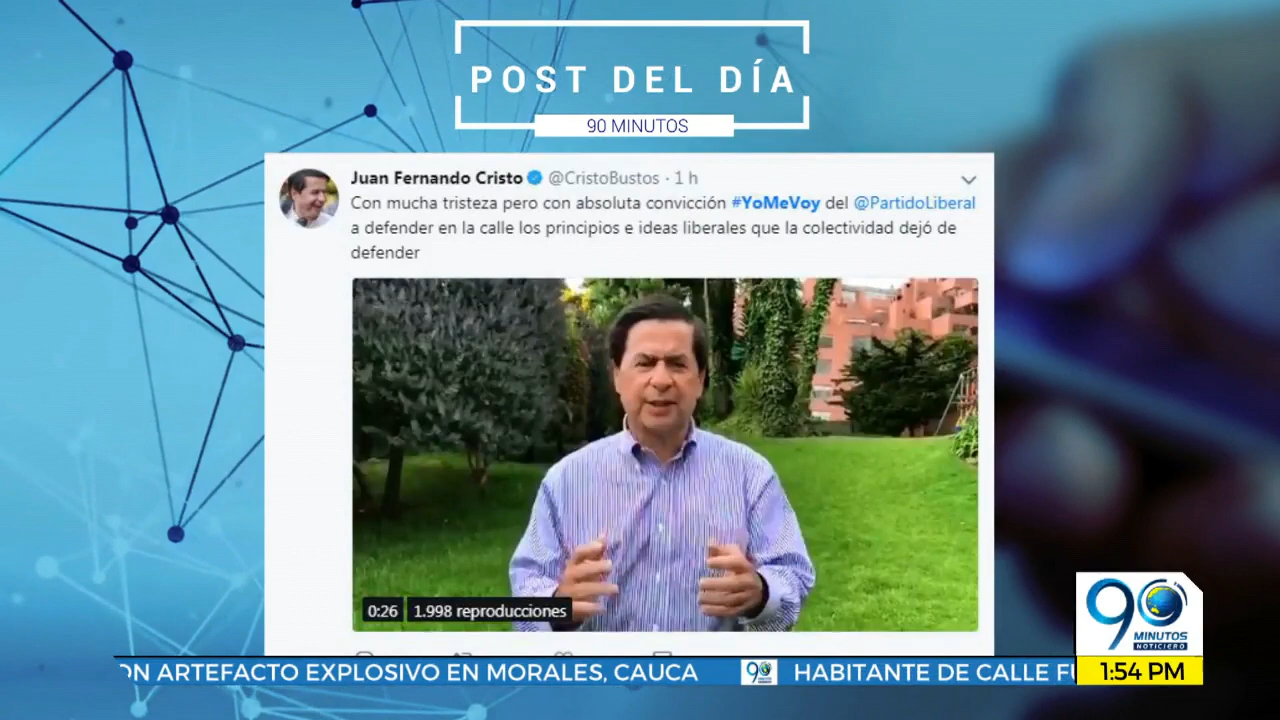 POST DEL DÍA
90 MINUTOS
Juan Fernando Cristo @CristoBustos · 1 h
Con mucha tristeza pero con absoluta convicción #YoMeVoy del @PartidoLiberal
a defender en la calle los principios e ideas liberales que la colectividad dejó de
defender
0:26 1.998 reproducciones
90
MINUTOS
NOTICIERO
ON ARTEFACTO EXPLOSIVO EN MORALES, CAUCA 90 HABITANTE DE CALLE FU
1:54 PM